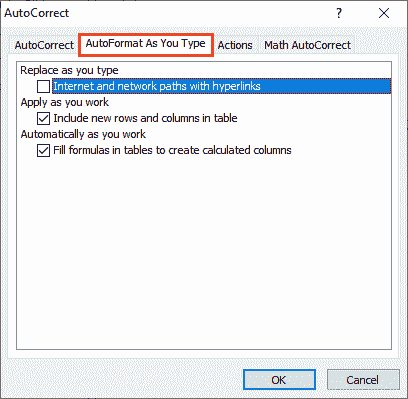 AutoCorrect ?
AutoCorrect AutoFormat As You Type Actions Math AutoCorrect
Replace as you type
Internet and network paths with hyperlinks
Apply as you work
Include new rows and columns in table
Automatically as you work
Fill formulas in tables to create calculated columns
OK Cancel